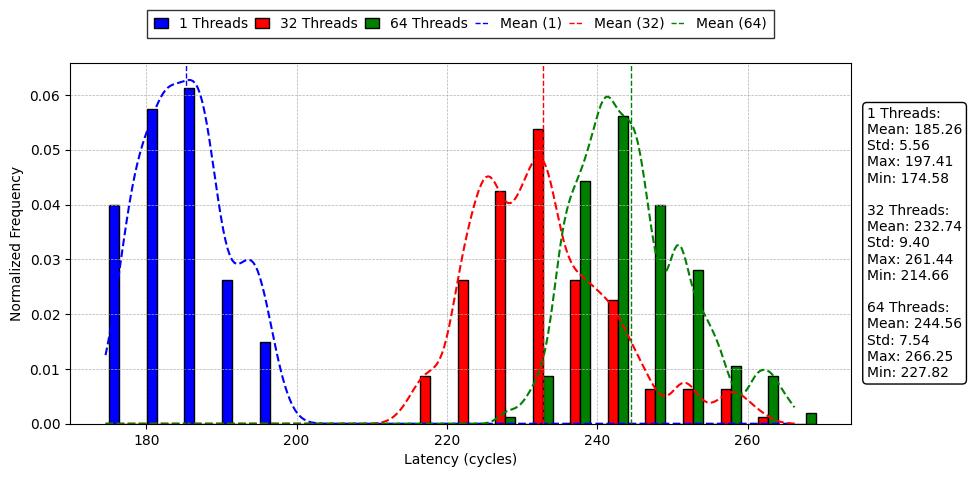 1 Threads 32 Threads 64 Threads Mean (1) Mean (32) Mean (64)
0.06
0.05
0.04
0.03
0.02
0.01
0.00
Normalized Frequency
180 200 220 240 260
Latency (cycles)
1 Threads:
Mean: 185.26
Std: 5.56
Max: 197.41
Min: 174.58
32 Threads:
Mean: 232.74
Std: 9.40
Max: 261.44
Min: 214.66
64 Threads:
Mean: 244.56
Std: 7.54
Max: 266.25
Min: 227.82